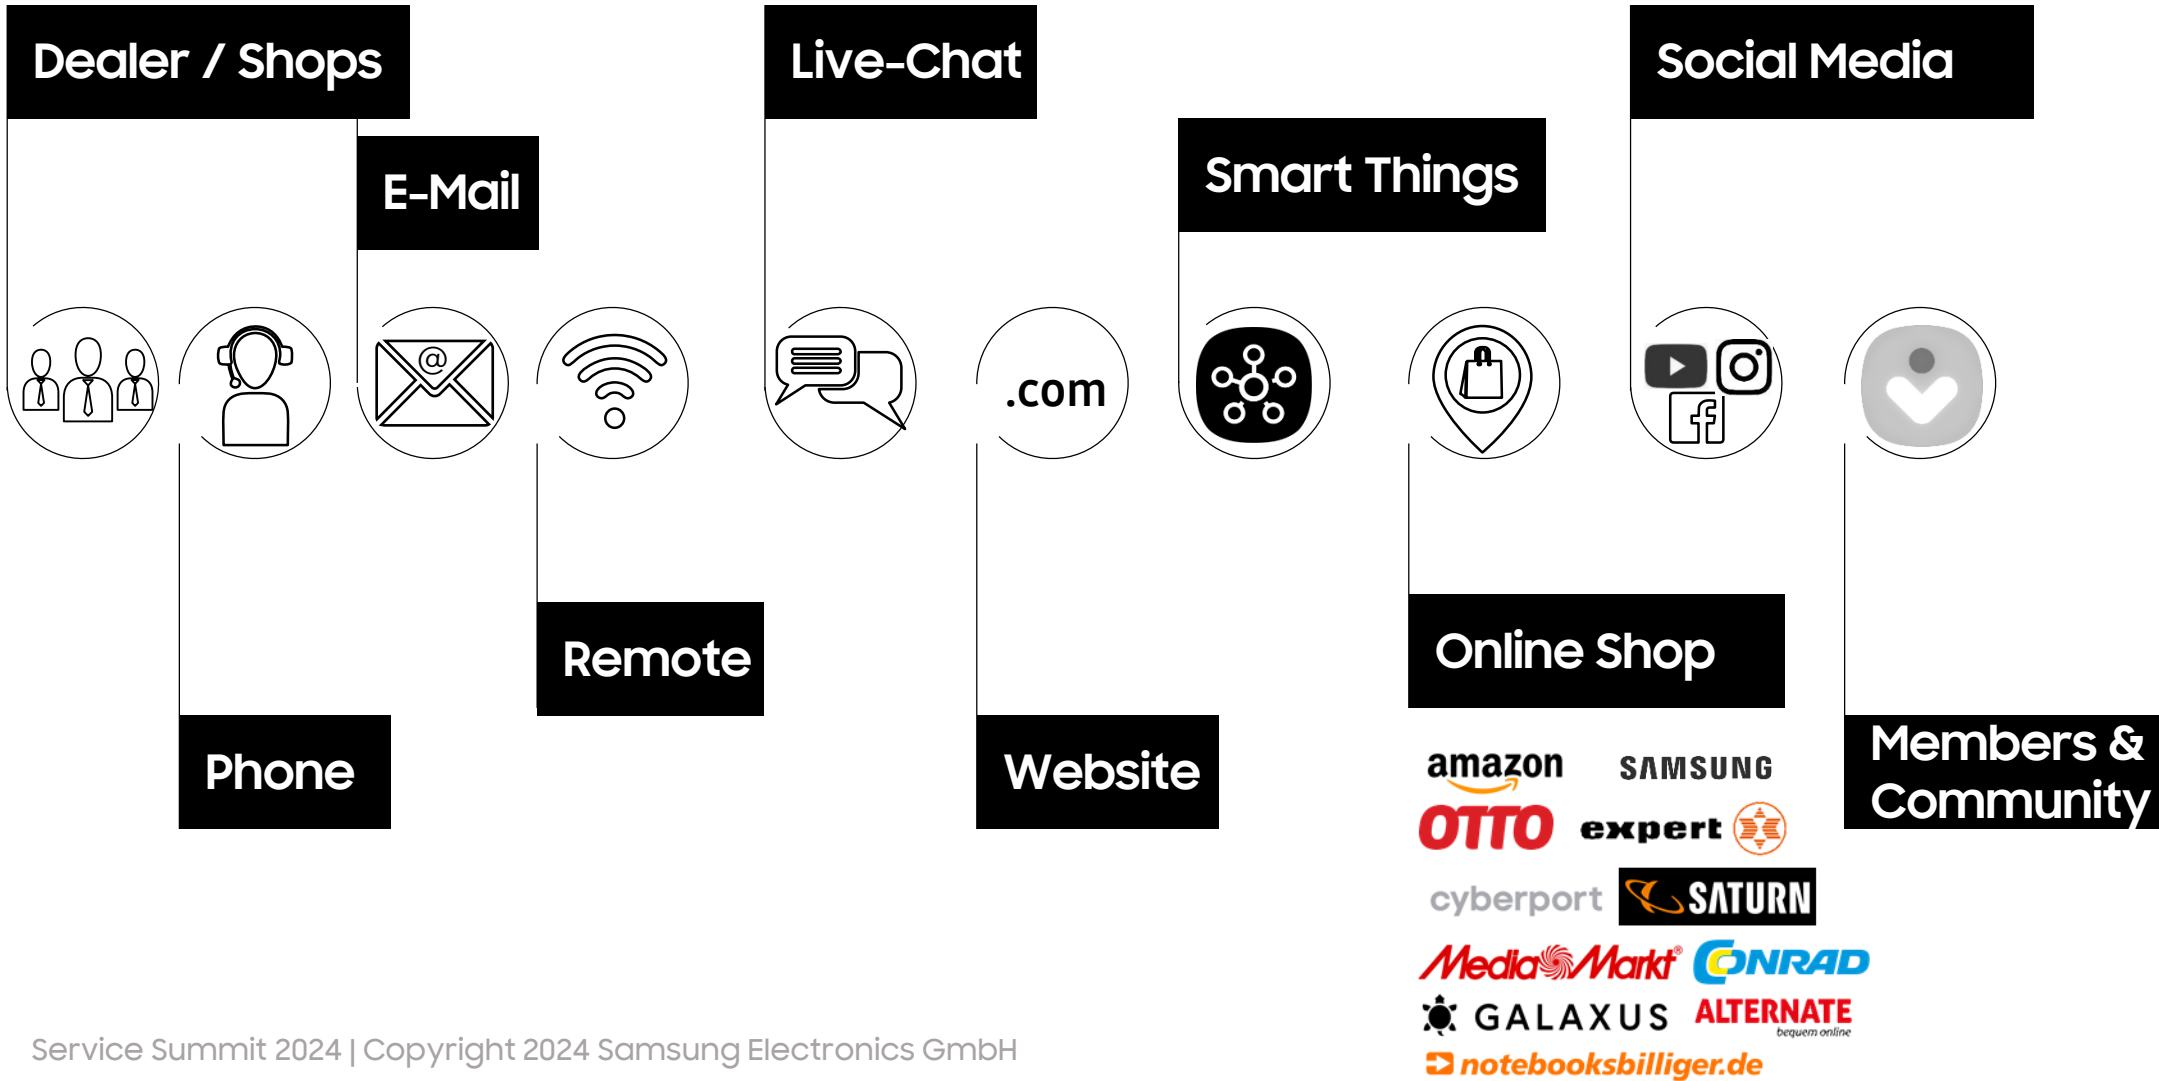 Dealer / Shops
Live-Chat
Social Media
E-Mail
Smart Things
@
.com
Remote
Online Shop
Phone
Website
Members &
Community
amazon
SAMSUNG
OTTO
expert
cyberport
SATURN
MediaMarkt®
CONRAD
GALAXUS
ALTERNATE
bequem online
notebooksbilliger.de
Service Summit 2024 | Copyright 2024 Samsung Electronics GmbH